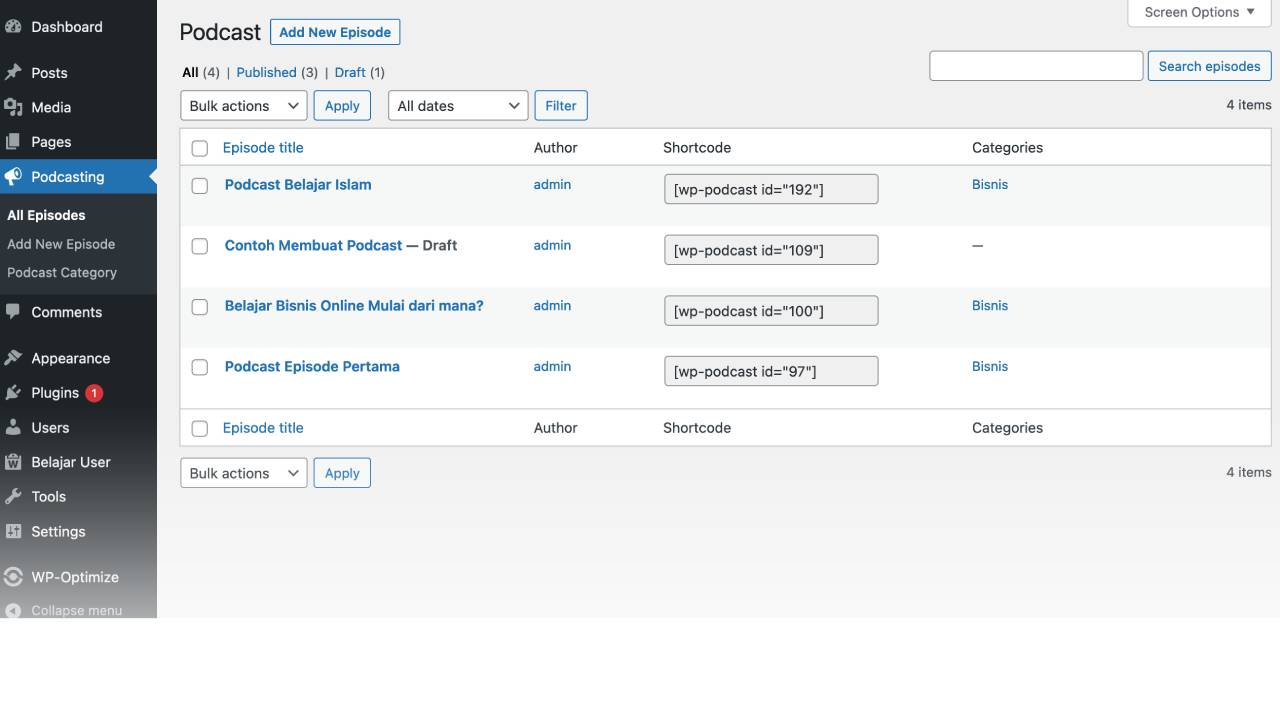 Dashboard
Posts
Media
Pages
Podcasting
All Episodes
Add New Episode
Podcast Category
Comments
Appearance
Plugins 1
Users
Belajar User
Tools
Settings
WP-Optimize
Collapse menu
Screen Options ▼
Podcast Add New Episode
All (4) | Published (3) | Draft (1)
Search episodes
Bulk actions Apply All dates Filter 4 items
Episode title Author Shortcode Categories
Podcast Belajar Islam admin [wp-podcast id="192"] Bisnis
Contoh Membuat Podcast — Draft admin [wp-podcast id="109"] —
Belajar Bisnis Online Mulai dari mana? admin [wp-podcast id="100"] Bisnis
Podcast Episode Pertama admin [wp-podcast id="97"] Bisnis
Episode title Author Shortcode Categories
Bulk actions Apply 4 items